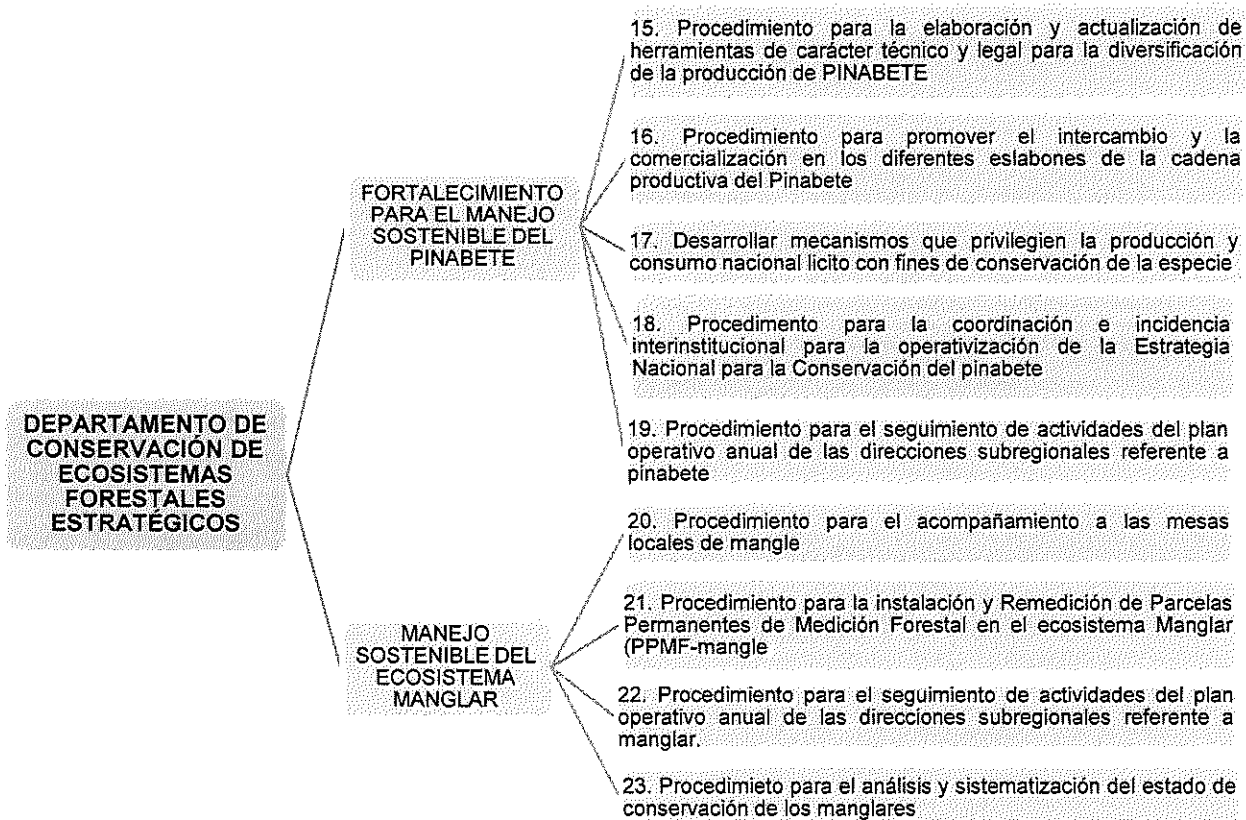 DEPARTAMENTO DE
CONSERVACIÓN DE
ECOSISTEMAS
FORESTALES
ESTRATÉGICOS
FORTALECIMIENTO
PARA EL MANEJO
SOSTENIBLE DEL
PINABETE
15. Procedimiento para la elaboración y actualización de
herramientas de carácter técnico y legal para la diversificación
de la producción de PINABETE
16. Procedimiento para promover el intercambio y la
comercialización en los diferentes eslabones de la cadena
productiva del Pinabete
17. Desarrollar mecanismos que privilegien la producción y
consumo nacional licito con fines de conservación de la especie
18. Procedimento para la coordinación e incidencia
interinstitucional para la operativización de la Estrategia
Nacional para la Conservación del pinabete
19. Procedimiento para el seguimiento de actividades del plan
operativo anual de las direcciones subregionales referente a
pinabete
MANEJO
SOSTENIBLE DEL
ECOSISTEMA
MANGLAR
20. Procedimiento para el acompañamiento a las mesas
locales de mangle
21. Procedimiento para la instalación y Remedición de Parcelas
Permanentes de Medición Forestal en el ecosistema Manglar
(PPMF-mangle
22. Procedimiento para el seguimiento de actividades del plan
operativo anual de las direcciones subregionales referente a
manglar.
23. Procedimieto para el análisis y sistematización del estado de
conservación de los manglares